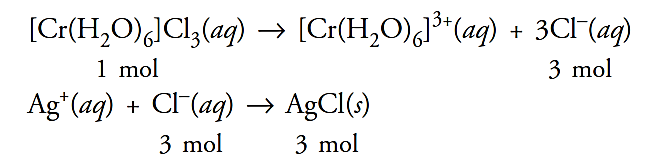 [Cr(H₂O)₆]Cl₃(aq) → [Cr(H₂O)₆]³⁺(aq) + 3Cl⁻(aq)
1 mol 3 mol
Ag⁺(aq) + Cl⁻(aq) → AgCl(s)
3 mol 3 mol